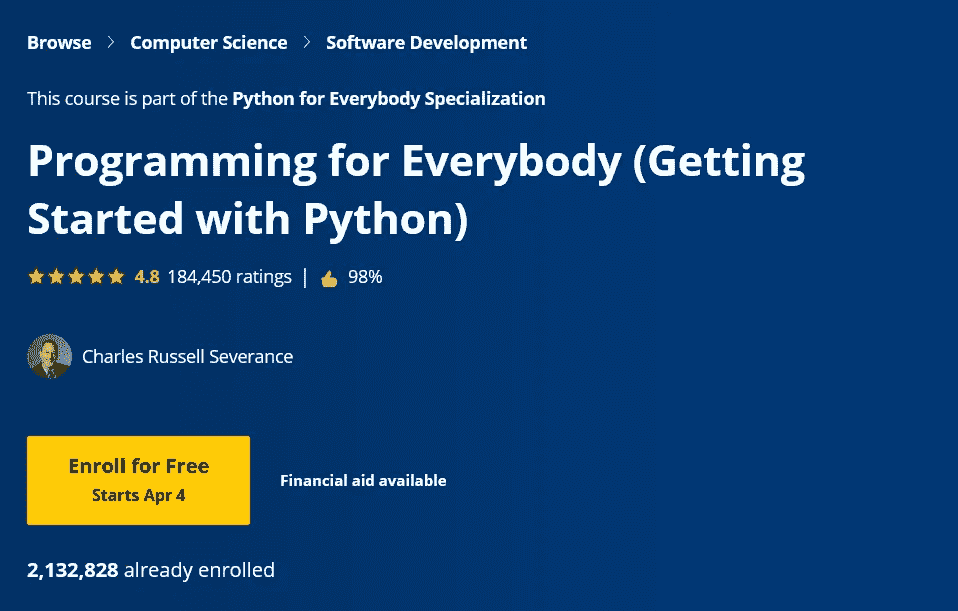 Browse > Computer Science > Software Development
This course is part of the Python for Everybody Specialization
Programming for Everybody (Getting
Started with Python)
4.8 184,450 ratings | 98%
Charles Russell Severance
Enroll for Free
Starts Apr 4
Financial aid available
2,132,828 already enrolled